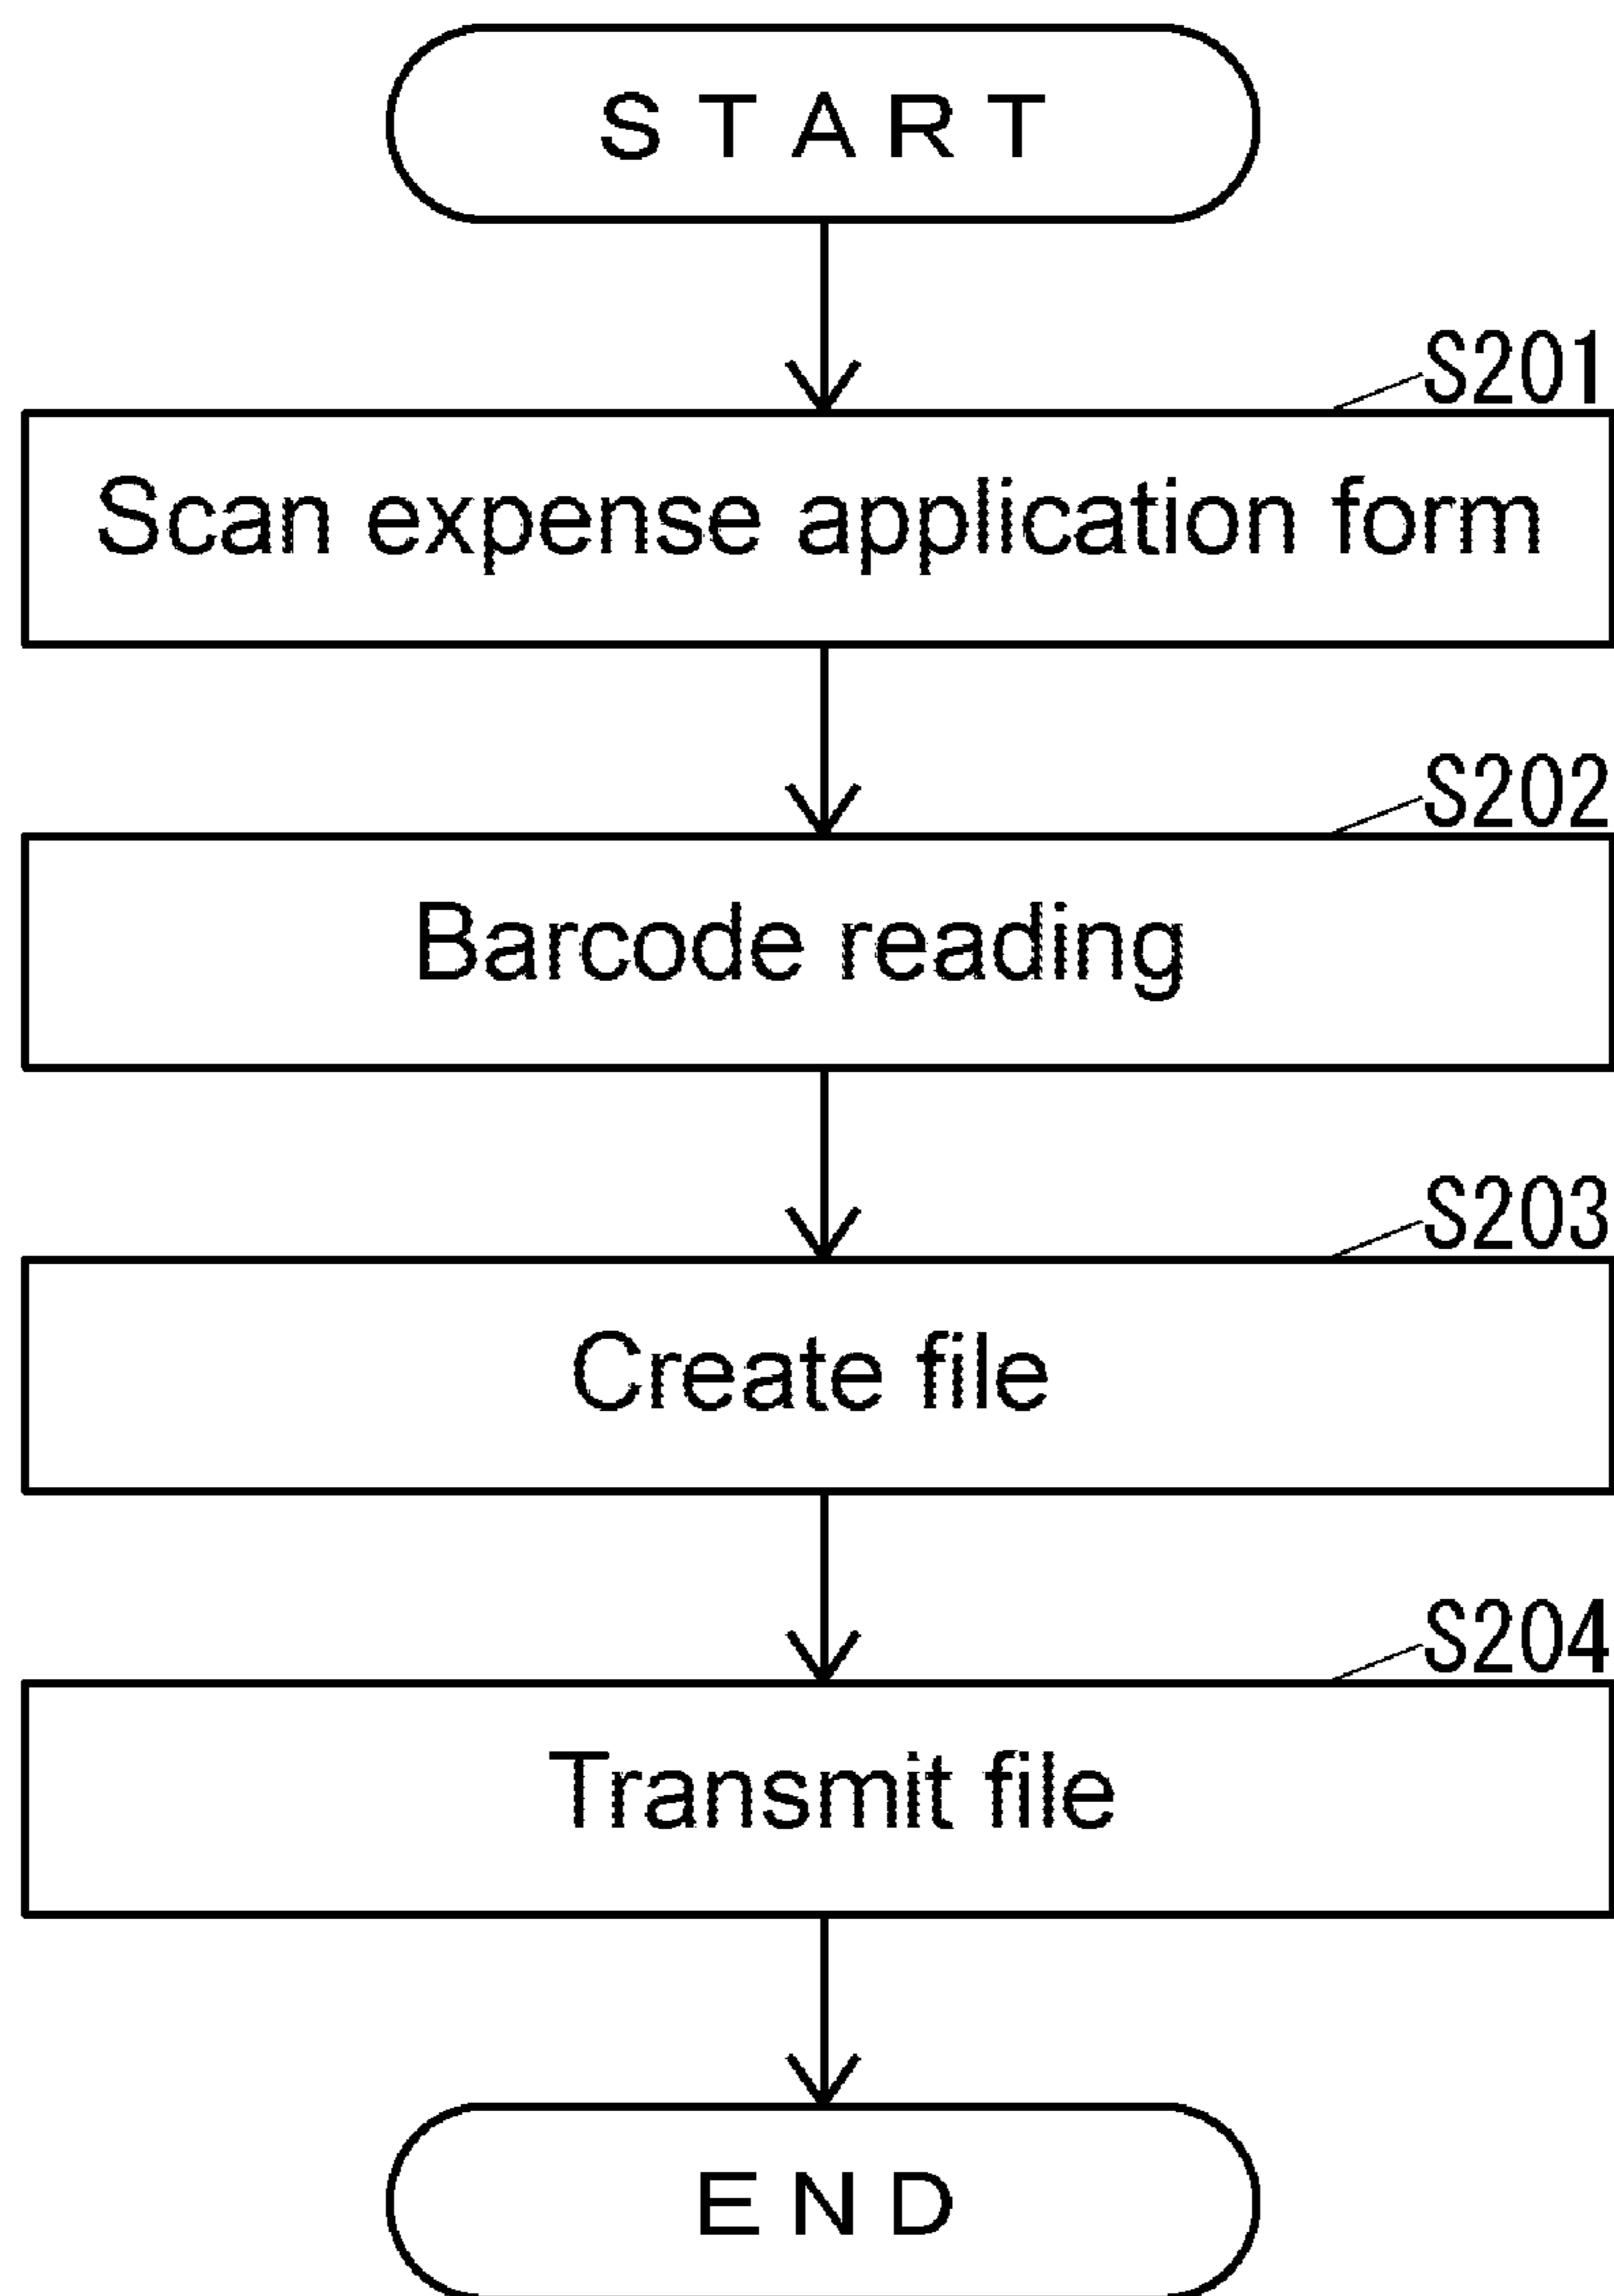 START
S201
Scan expense application form
S202
Barcode reading
S203
Create file
S204
Transmit file
END